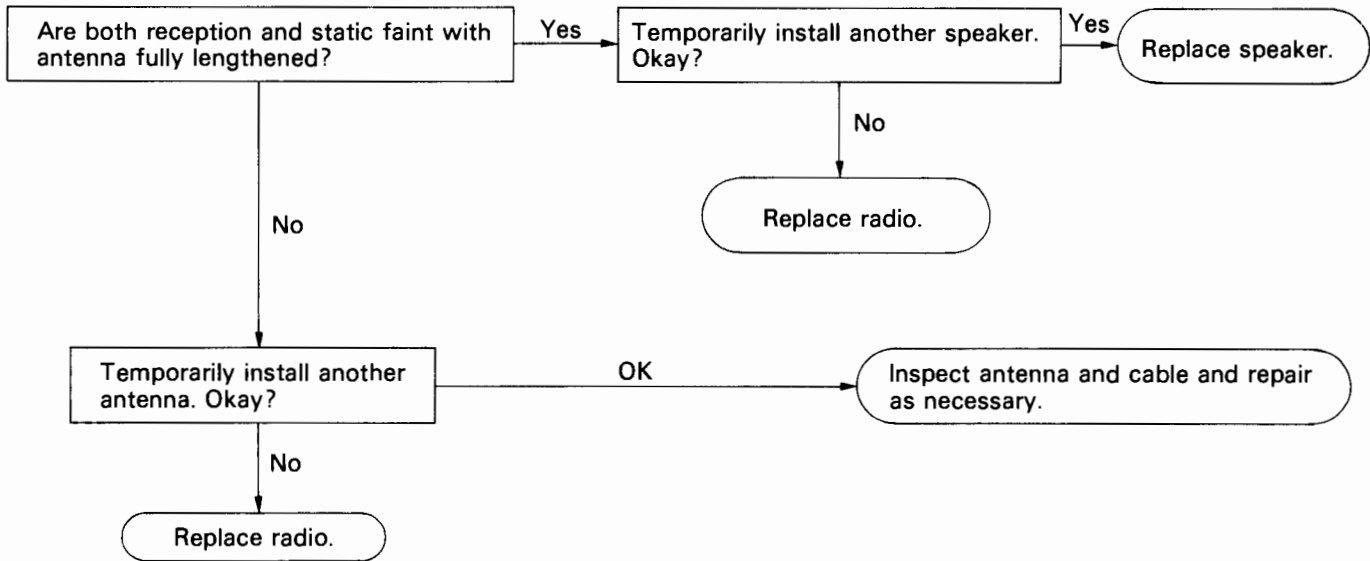 Are both reception and static faint with
antenna fully lengthened?
Yes
Temporarily install another speaker.
Okay?
Yes
Replace speaker.
No
Replace radio.
No
Temporarily install another
antenna. Okay?
OK
Inspect antenna and cable and repair
as necessary.
No
Replace radio.